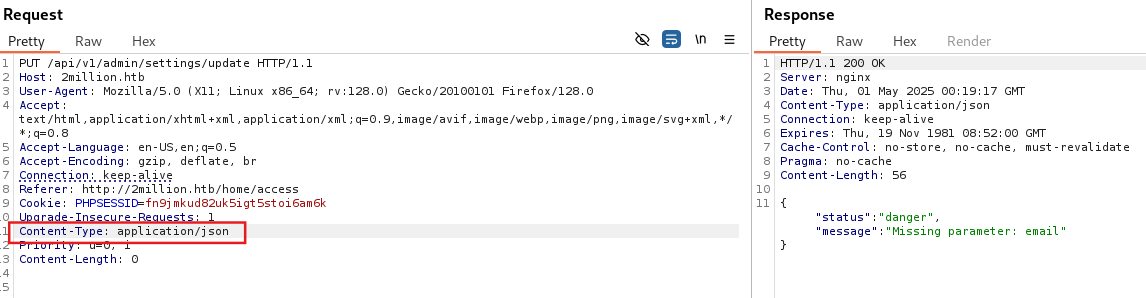 Request
Pretty Raw Hex
\n
1 PUT /api/v1/admin/settings/update HTTP/1.1
2 Host: 2million.htb
3 User-Agent: Mozilla/5.0 (X11; Linux x86_64; rv:128.0) Gecko/20100101 Firefox/128.0
4 Accept:
text/html,application/xhtml+xml,application/xml;q=0.9,image/avif,image/webp,image/png,image/svg+xml,*/
*;q=0.8
5 Accept-Language: en-US,en;q=0.5
6 Accept-Encoding: gzip, deflate, br
7 Connection: keep-alive
8 Referer: http://2million.htb/home/access
9 Cookie: PHPSESSID=fn9jmkud82uk5igt5stoi6am6k
10 Upgrade-Insecure-Requests: 1
11 Content-Type: application/json
12 Priority: u=0, i
13 Content-Length: 0
14
15
Response
Pretty Raw Hex Render
1 HTTP/1.1 200 OK
2 Server: nginx
3 Date: Thu, 01 May 2025 00:19:17 GMT
4 Content-Type: application/json
5 Connection: keep-alive
6 Expires: Thu, 19 Nov 1981 08:52:00 GMT
7 Cache-Control: no-store, no-cache, must-revalidate
8 Pragma: no-cache
9 Content-Length: 56
10
11 {
"status":"danger",
"message":"Missing parameter: email"
}